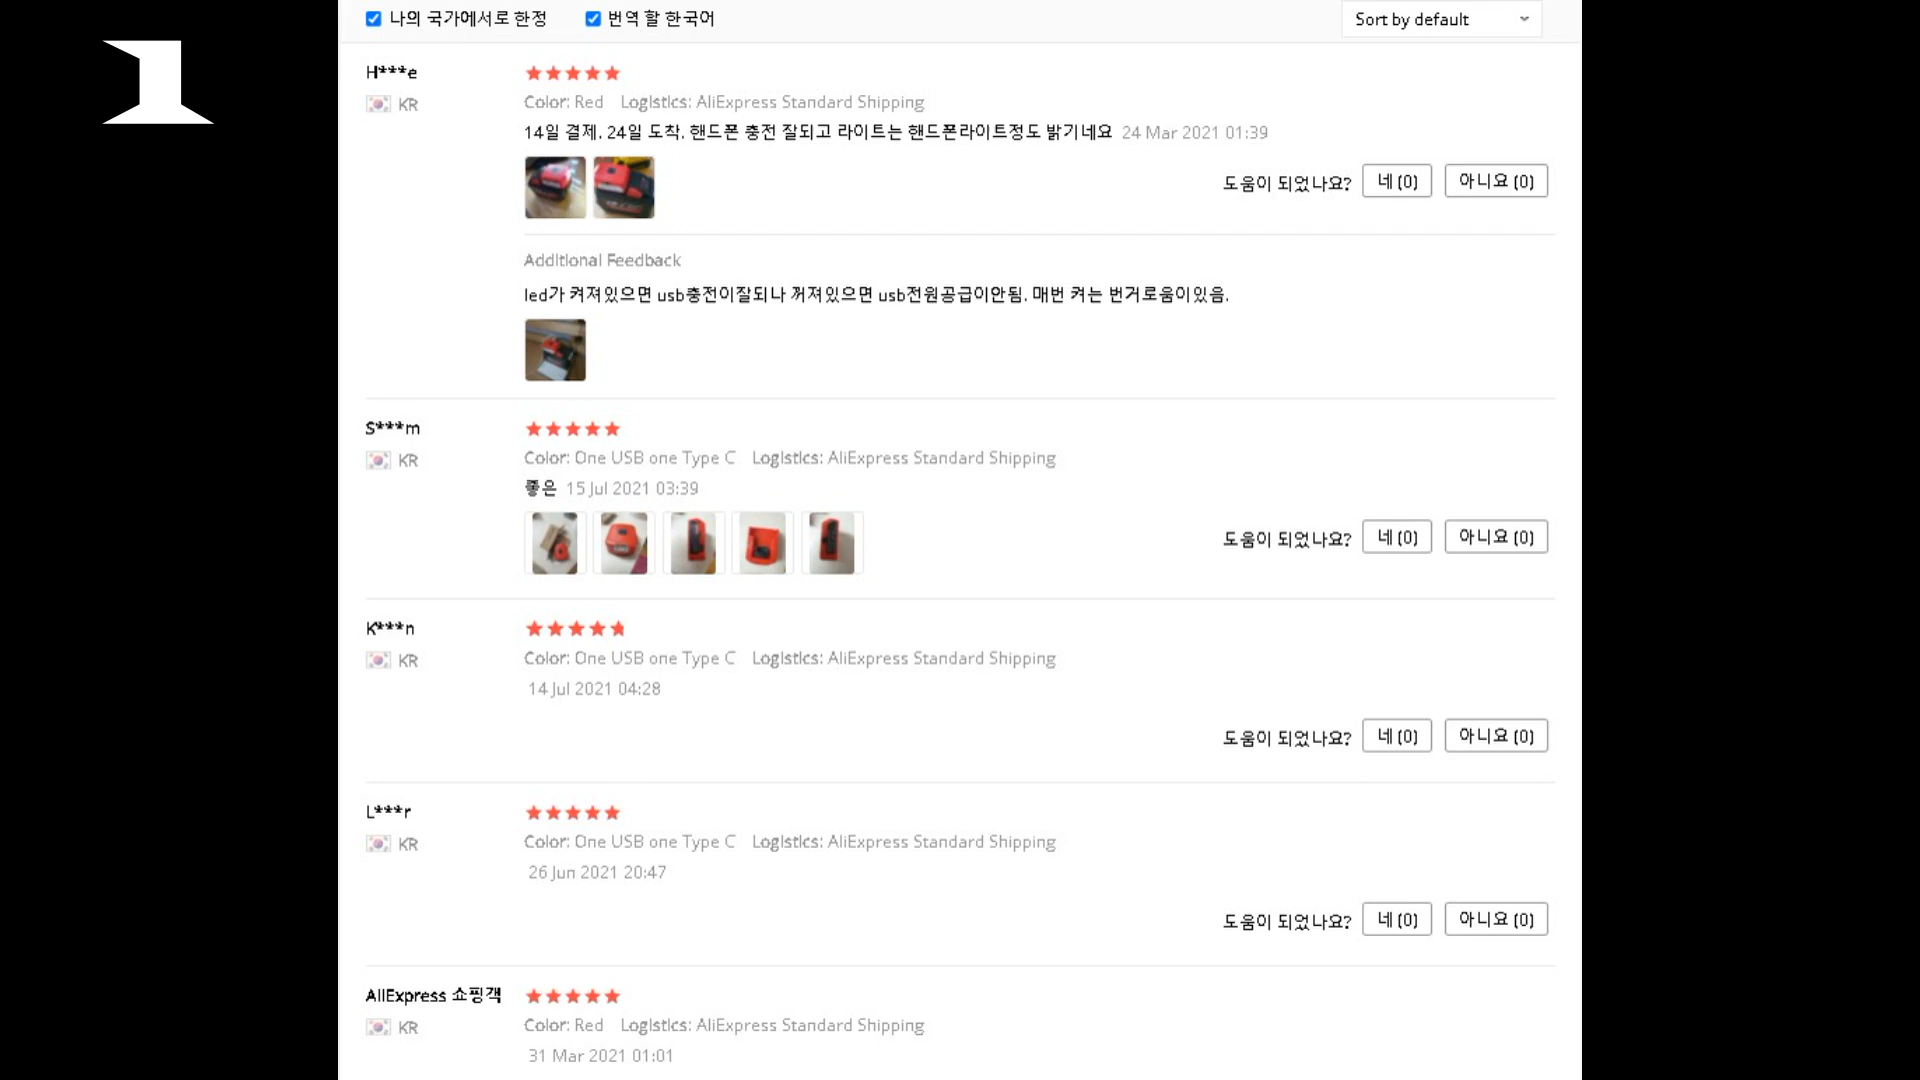 1
나의 국가에서로 한정
번역 할 한국어
Sort by default
H***e
KR
Color: Red Logistics: AliExpress Standard Shipping
14일 결제. 24일 도착. 핸드폰 충전 잘되고 라이트는 핸드폰라이트정도 밝기네요 24 Mar 2021 01:39
도움이 되었나요? 네 (0) 아니요 (0)
Additional Feedback
led가 켜져있으면 usb충전이잘되나 꺼져있으면 usb전원공급이안됨. 매번 켜는 번거로움이있음.
S***m
KR
Color: One USB one Type C Logistics: AliExpress Standard Shipping
좋은 15 Jul 2021 03:39
도움이 되었나요? 네 (0) 아니요 (0)
K***n
KR
Color: One USB one Type C Logistics: AliExpress Standard Shipping
14 Jul 2021 04:28
도움이 되었나요? 네 (0) 아니요 (0)
L***r
KR
Color: One USB one Type C Logistics: AliExpress Standard Shipping
26 Jun 2021 20:47
도움이 되었나요? 네 (0) 아니요 (0)
AliExpress 쇼핑객
KR
Color: Red Logistics: AliExpress Standard Shipping
31 Mar 2021 01:01